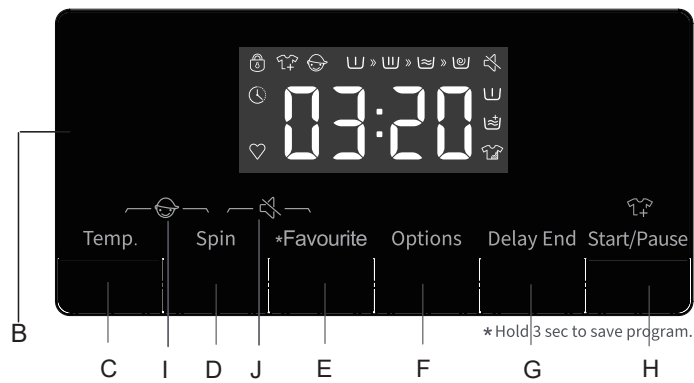 03:20
Temp. Spin *Favourite Options Delay End Start/Pause
B
* Hold 3 sec to save program.
C I D J E F G H